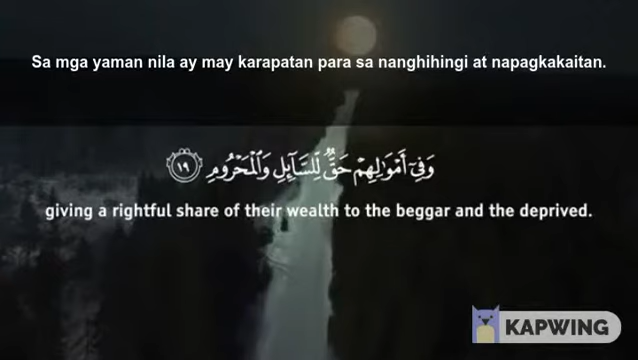 Sa mga yaman nila ay may karapatan para sa nanghihingi at napagkakaitan.
وَفِىٓ أَمْوَٰلِهِمْ حَقٌّ لِّلسَّآئِلِ وَٱلْمَحْرُومِ ١٩
giving a rightful share of their wealth to the beggar and the deprived.
KAPWING